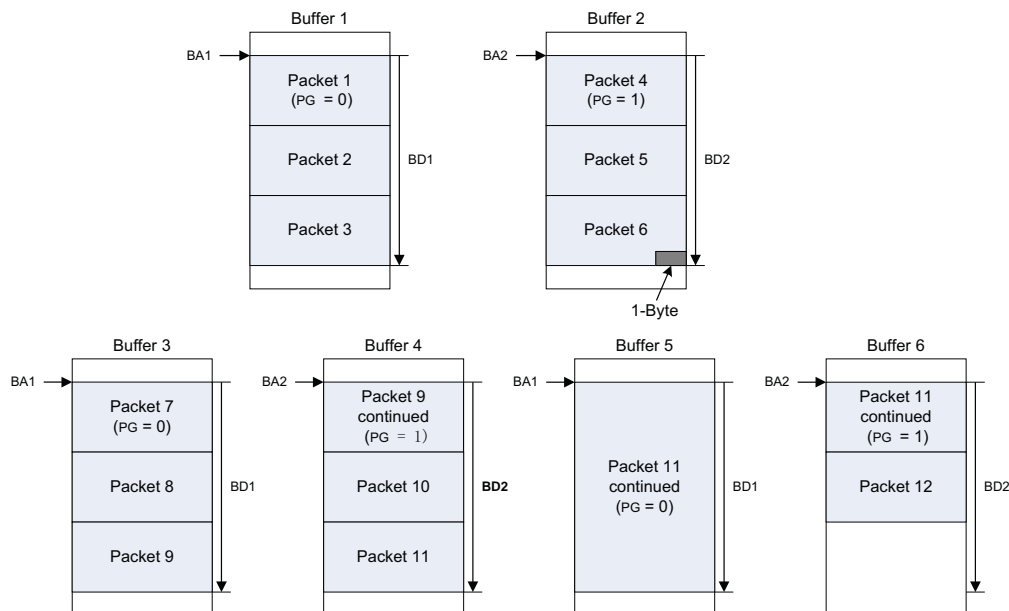 Buffer 1
BA1
Packet 1
(PG = 0)
Packet 2
Packet 3
BD1
Buffer 2
BA2
Packet 4
(PG = 1)
Packet 5
Packet 6
BD2
1-Byte
Buffer 3
BA1
Packet 7
(PG = 0)
Packet 8
Packet 9
BD1
Buffer 4
BA2
Packet 9
continued
(PG = 1)
Packet 10
Packet 11
BD2
Buffer 5
BA1
Packet 11
continued
(PG = 0)
BD1
Buffer 6
BA2
Packet 11
continued
(PG = 1)
Packet 12
BD2